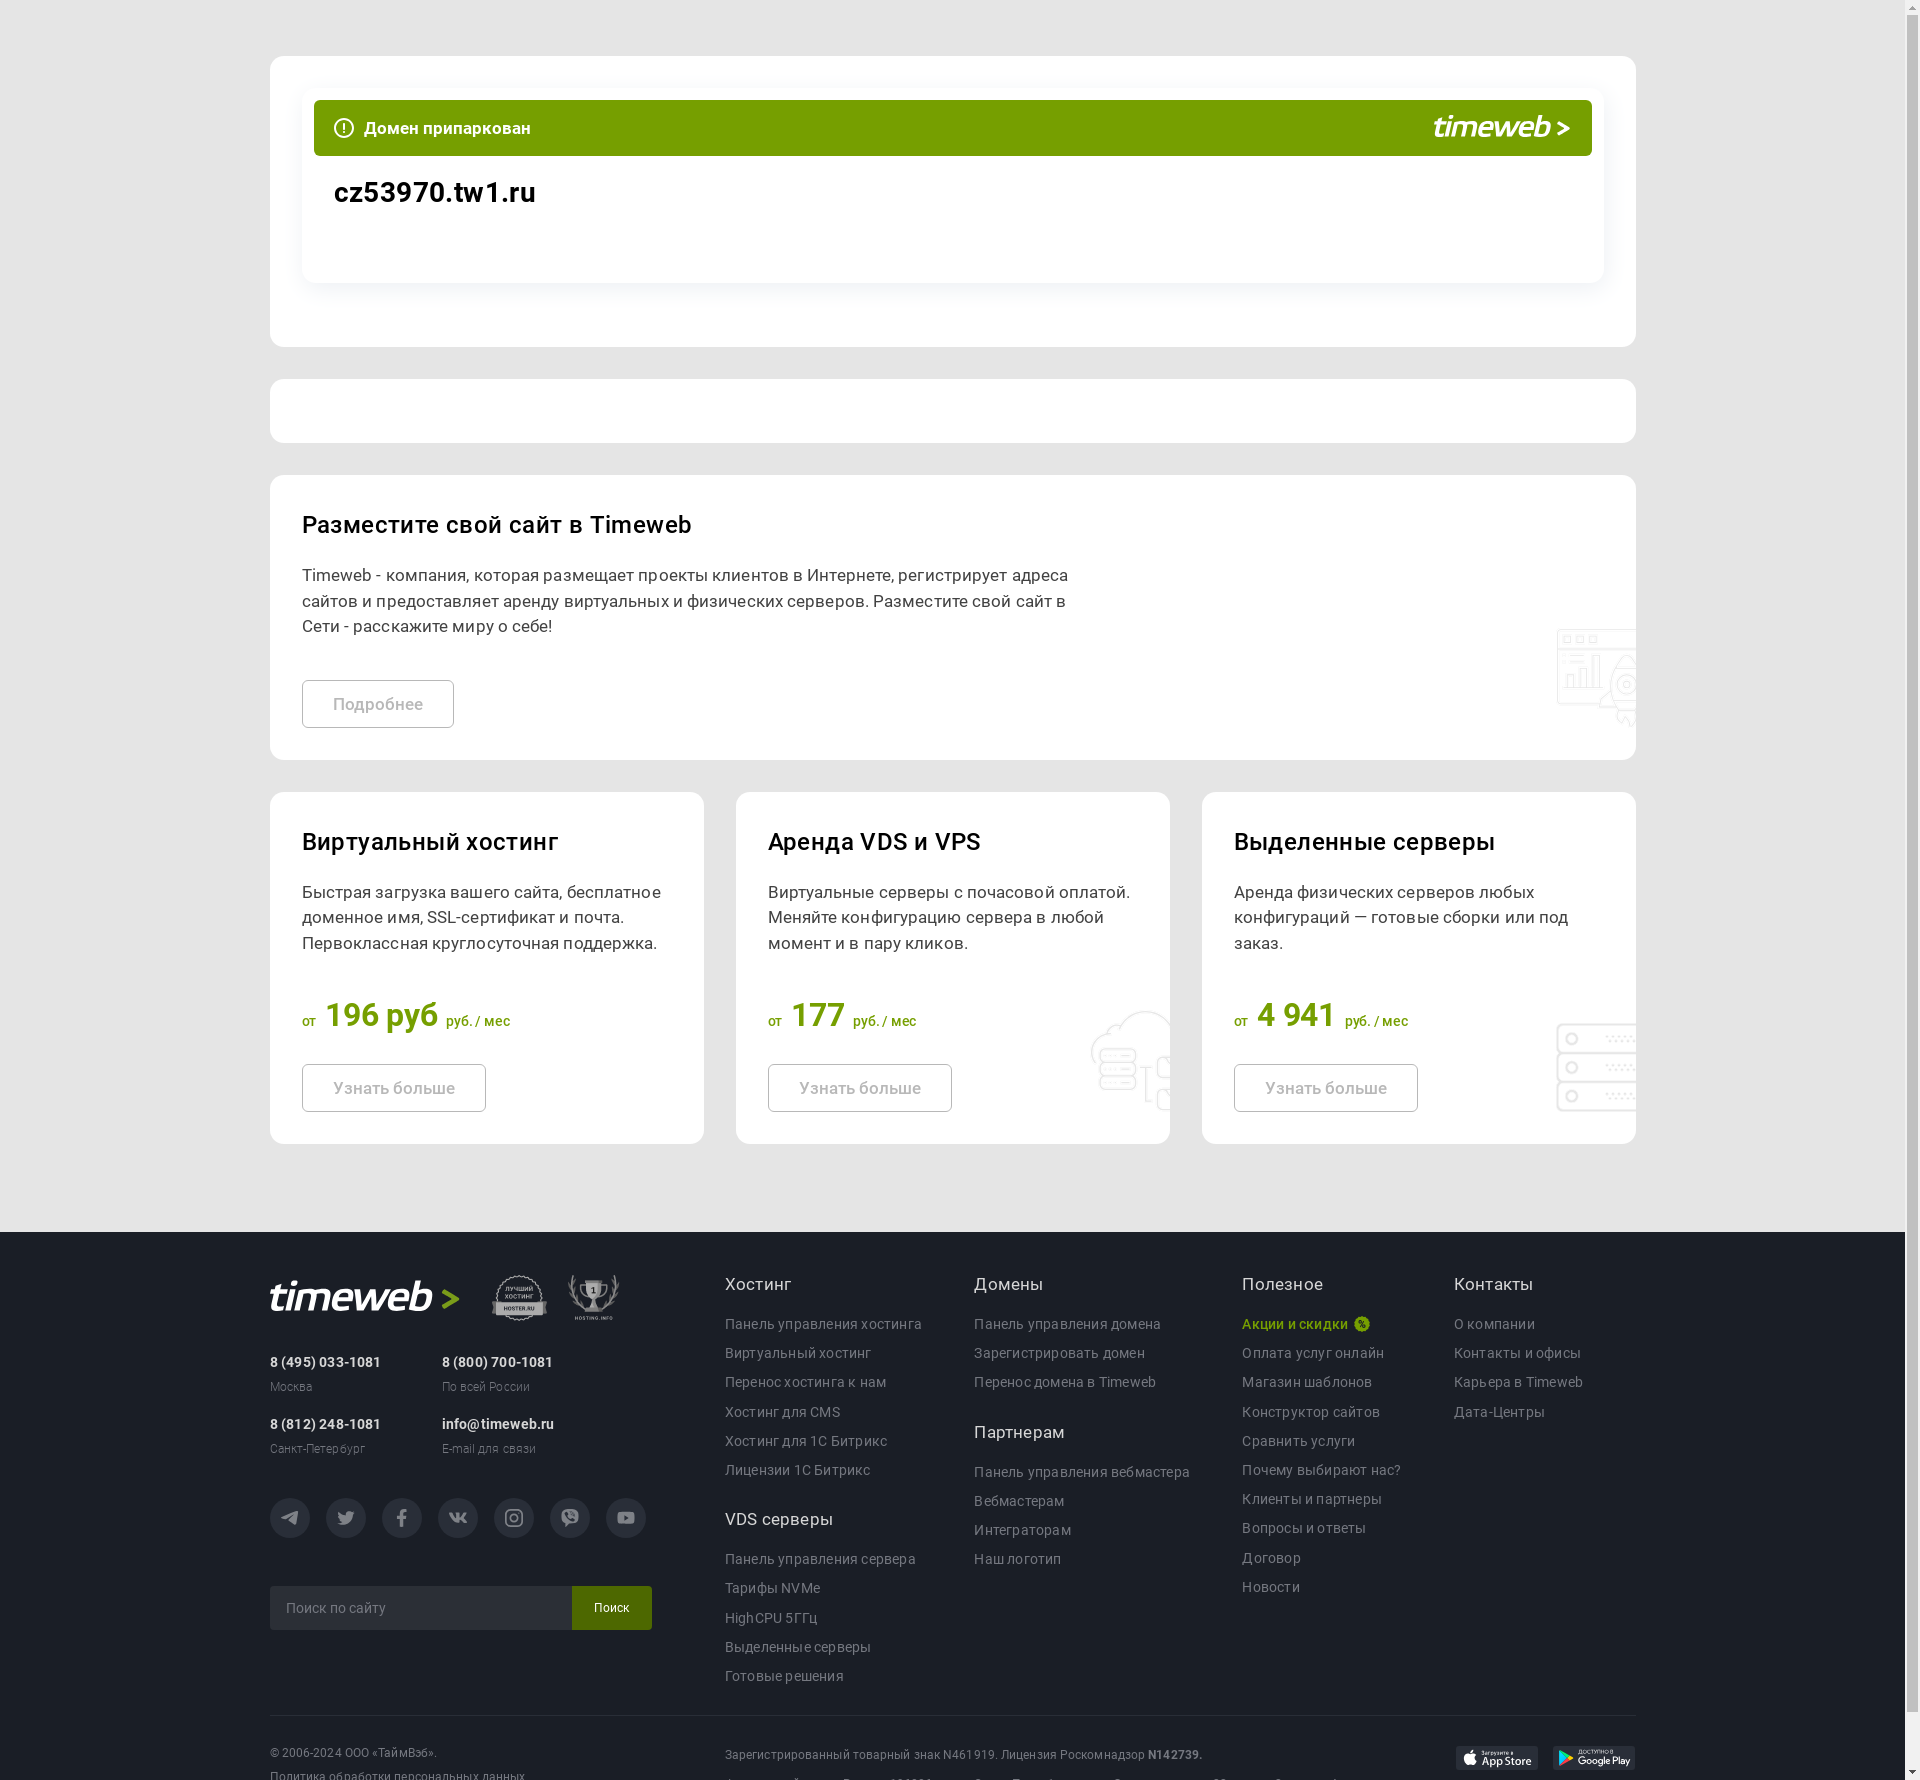 Домен припаркован
timeweb >
cz53970.tw1.ru
Разместите свой сайт в Timeweb
Timeweb - компания, которая размещает проекты клиентов в Интернете, регистрирует адреса
сайтов и предоставляет аренду виртуальных и физических серверов. Разместите свой сайт в
Сети - расскажите миру о себе!
Подробнее
Виртуальный хостинг
Быстрая загрузка вашего сайта, бесплатное
доменное имя, SSL-сертификат и почта.
Первоклассная круглосуточная поддержка.
от 196 руб руб. / мес
Узнать больше
Аренда VDS и VPS
Виртуальные серверы с почасовой оплатой.
Меняйте конфигурацию сервера в любой
момент и в пару кликов.
от 177 руб. / мес
Узнать больше
Выделенные серверы
Аренда физических серверов любых
конфигураций — готовые сборки или под
заказ.
от 4 941 руб. / мес
Узнать больше
timeweb >
ЛУЧШИЙ
ХОСТИНГ
HOSTER.RU
1
HOSTING.INFO
8 (495) 033-1081
Москва
8 (800) 700-1081
По всей России
8 (812) 248-1081
Санкт-Петербург
info@timeweb.ru
E-mail для связи
Поиск по сайту
Поиск
Хостинг
Панель управления хостинга
Виртуальный хостинг
Перенос хостинга к нам
Хостинг для CMS
Хостинг для 1С Битрикс
Лицензии 1С Битрикс
VDS серверы
Панель управления сервера
Тарифы NVMe
HighCPU 5ГГц
Выделенные серверы
Готовые решения
Домены
Панель управления домена
Зарегистрировать домен
Перенос домена в Timeweb
Партнерам
Панель управления вебмастера
Вебмастерам
Интеграторам
Наш логотип
Полезное
Акции и скидки %
Оплата услуг онлайн
Магазин шаблонов
Конструктор сайтов
Сравнить услуги
Почему выбирают нас?
Клиенты и партнеры
Вопросы и ответы
Договор
Новости
Контакты
О компании
Контакты и офисы
Карьера в Timeweb
Дата-Центры
© 2006-2024 ООО «ТаймВэб».
Политика обработки персональных данных
Зарегистрированный товарный знак N461919. Лицензия Роскомнадзор N142739.
Загрузите в
App Store
ДОСТУПНО В
Google Play